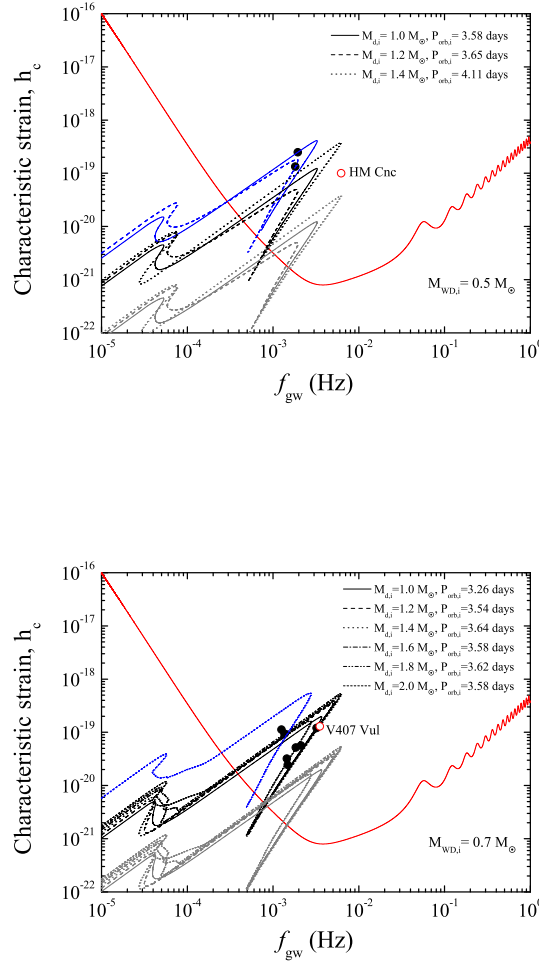 M_d,i = 1.0 M_⊙, P_orb,i = 3.58 days
M_d,i = 1.2 M_⊙, P_orb,i = 3.65 days
M_d,i = 1.4 M_⊙, P_orb,i = 4.11 days
10^-16
10^-17
10^-18
10^-19
10^-20
10^-21
10^-22
Characteristic strain, h_c
HM Cnc
M_WD,i = 0.5 M_⊙
10^-5 10^-4 10^-3 10^-2 10^-1 10^0
f_gw (Hz)
M_d,i=1.0 M_⊙, P_orb,i=3.26 days
M_d,i=1.2 M_⊙, P_orb,i=3.54 days
M_d,i=1.4 M_⊙, P_orb,i=3.64 days
M_d,i=1.6 M_⊙, P_orb,i=3.58 days
M_d,i=1.8 M_⊙, P_orb,i=3.62 days
M_d,i=2.0 M_⊙, P_orb,i=3.58 days
10^-16
10^-17
10^-18
10^-19
10^-20
10^-21
10^-22
Characteristic strain, h_c
V407 Vul
M_WD,i = 0.7 M_⊙
10^-5 10^-4 10^-3 10^-2 10^-1 10^0
f_gw (Hz)